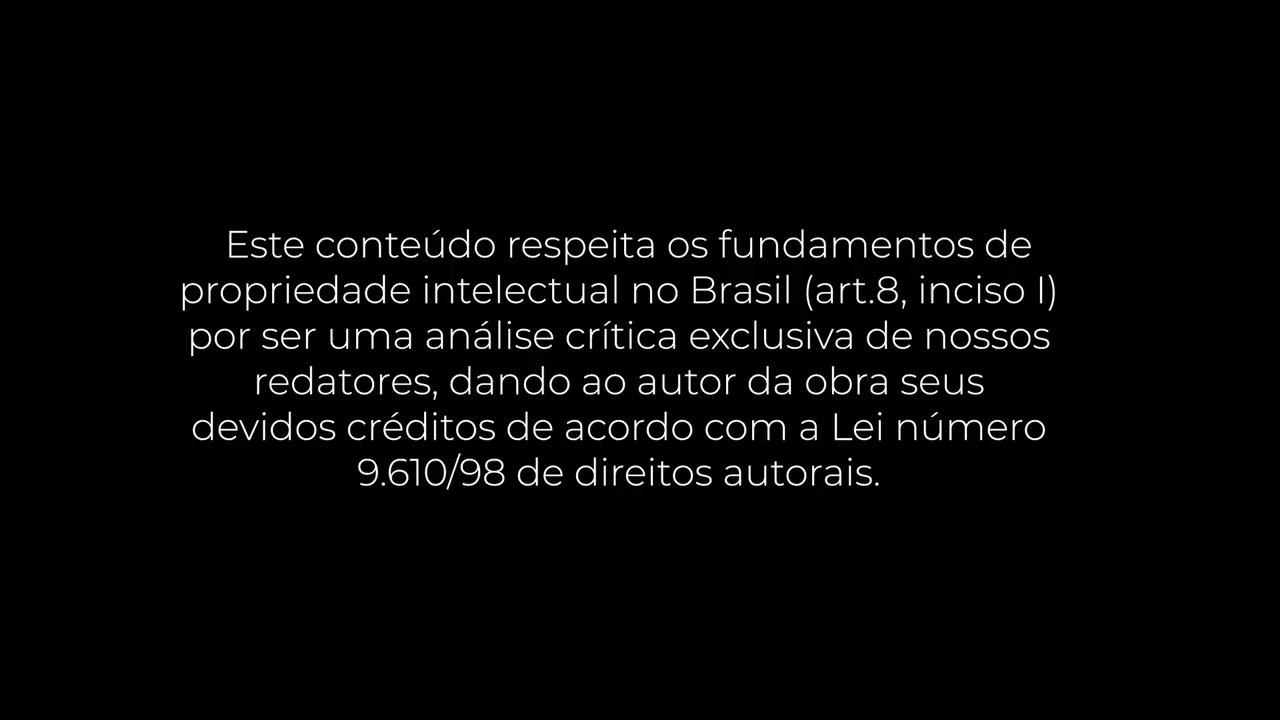 Este conteúdo respeita os fundamentos de
propriedade intelectual no Brasil (art.8, inciso I)
por ser uma análise crítica exclusiva de nossos
redatores, dando ao autor da obra seus
devidos créditos de acordo com a Lei número
9.610/98 de direitos autorais.